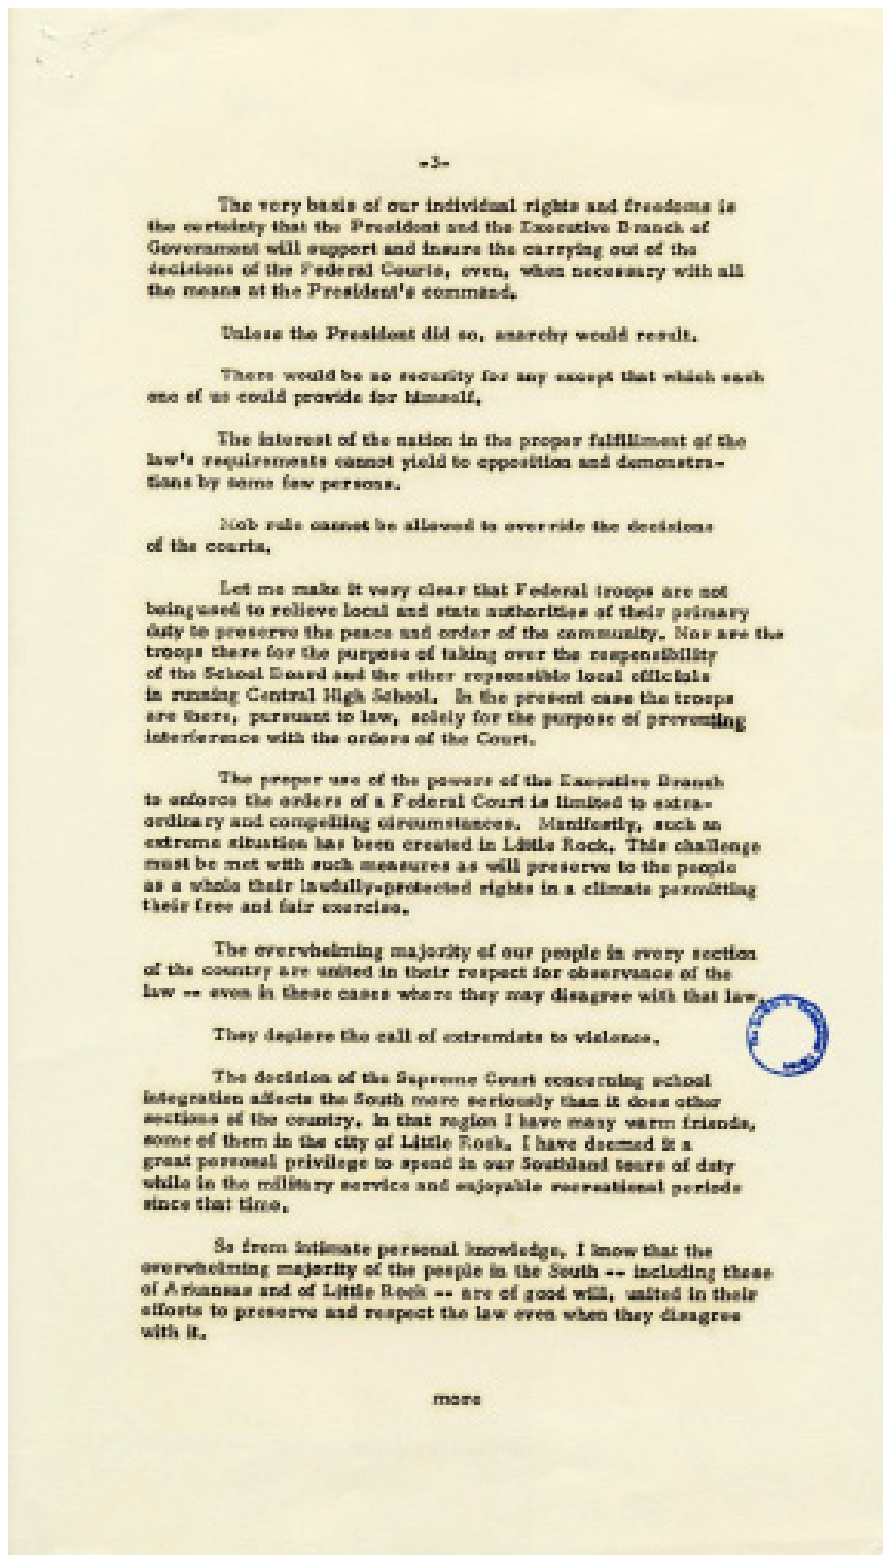 -3-
The very basis of our individual rights and freedoms is
the certainty that the President and the Executive Branch of
Government will support and insure the carrying out of the
decisions of the Federal Courts, even, when necessary with all
the means at the President's command.
Unless the President did so, anarchy would result.
There would be no security for any except that which each
one of us could provide for himself.
The interest of the nation in the proper fulfillment of the
law's requirements cannot yield to opposition and demonstra-
tions by some few persons.
Mob rule cannot be allowed to override the decisions
of the courts.
Let me make it very clear that Federal troops are not
being used to relieve local and state authorities of their primary
duty to preserve the peace and order of the community. Nor are the
troops there for the purpose of taking over the responsibility
of the School Board and the other repsonsible local officials
in running Central High School. In the present case the troops
are there, pursuant to law, solely for the purpose of preventing
interference with the orders of the Court.
The proper use of the powers of the Executive Branch
to enforce the orders of a Federal Court is limited to extra-
ordinary and compelling circumstances. Manifestly, such an
extreme situation has been created in Little Rock. This challenge
must be met with such measures as will preserve to the people
as a whole their lawfully-protected rights in a climate permitting
their free and fair exercise.
The overwhelming majority of our people in every section
of the country are united in their respect for observance of the
law -- even in those cases where they may disagree with that law.
They deplore the call of extremists to violence.
The decision of the Supreme Court concerning school
integration affects the South more seriously than it does other
sections of the country. In that region I have many warm friends,
some of them in the city of Little Rock. I have deemed it a
great personal privilege to spend in our Southland tours of duty
while in the military service and enjoyable recreational periods
since that time.
So from intimate personal knowledge, I know that the
overwhelming majority of the people in the South -- including those
of Arkansas and of Little Rock -- are of good will, united in their
efforts to preserve and respect the law even when they disagree
with it.
more